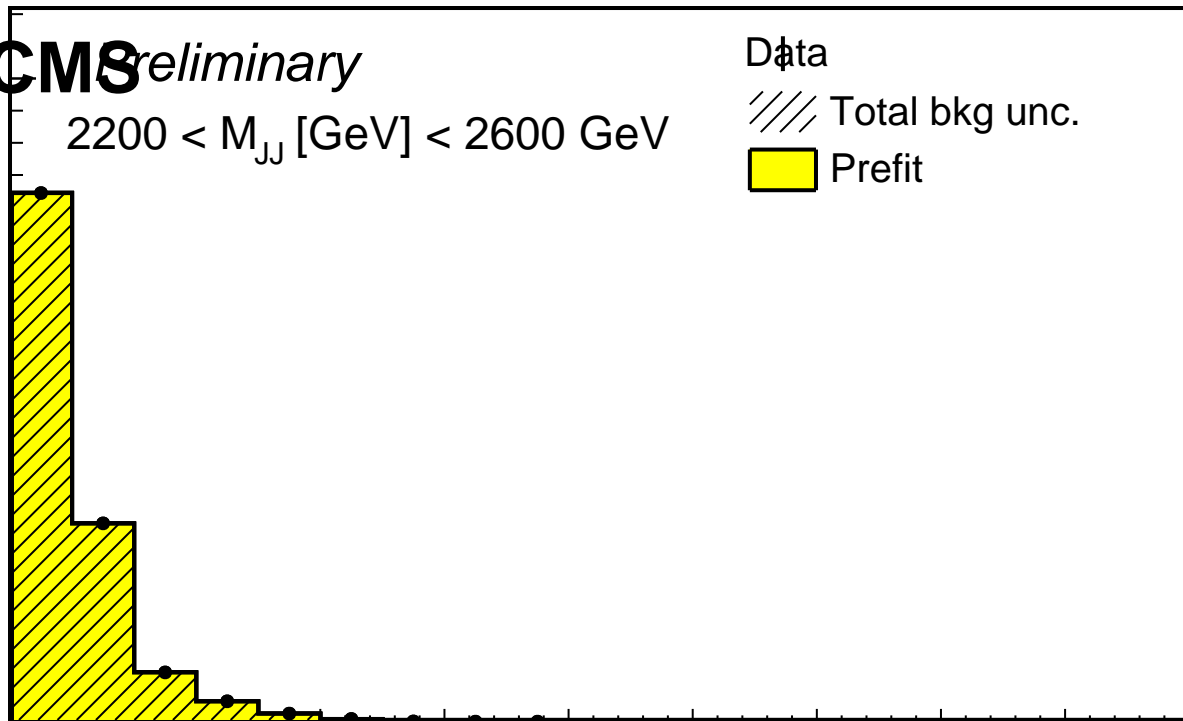 CMS Preliminary
2200 < M_JJ [GeV] < 2600 GeV
Data
Total bkg unc.
Prefit